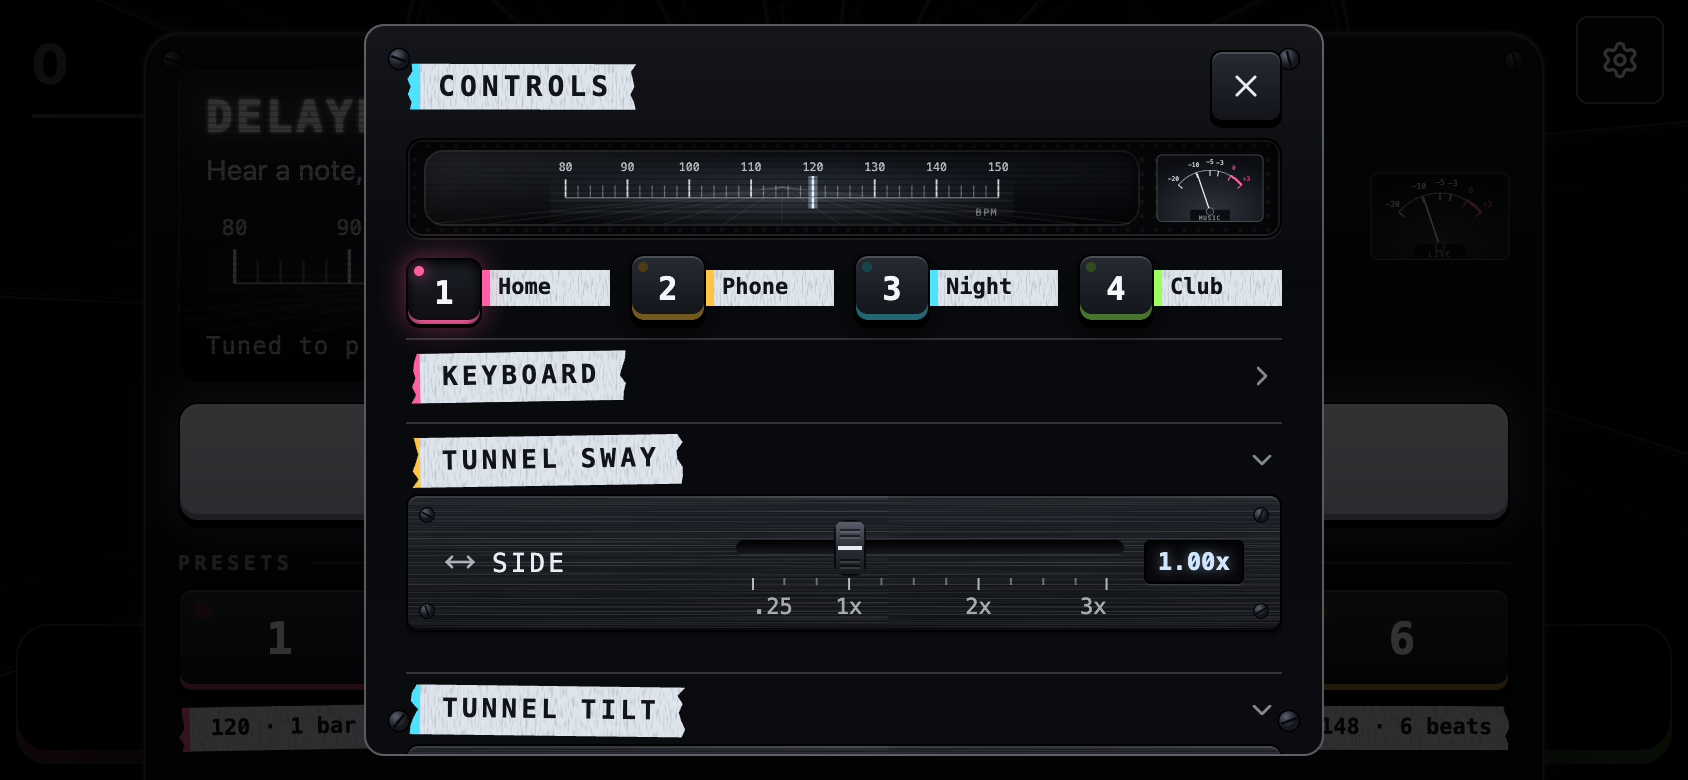 0
DELAY
Hear a note,
80 90
Tuned to p
PRESETS
1
120 · 1 bar
CONTROLS
80 90 100 110 120 130 140 150
BPM
-20 -10 -5 -3 0 +3
MUSIC
1 Home
2 Phone
3 Night
4 Club
KEYBOARD
TUNNEL SWAY
SIDE
1.00x
.25 1x 2x 3x
TUNNEL TILT
-20 -10 -5 -3 0 +3
LIVE
6
148 · 6 beats